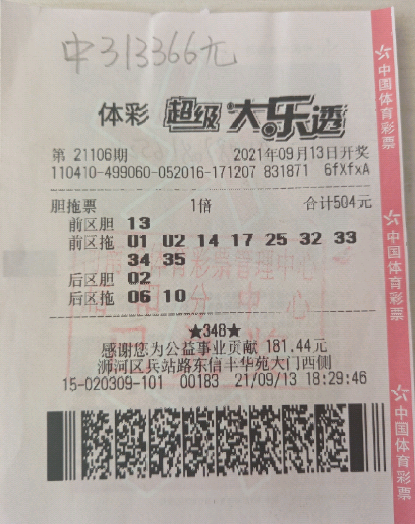 中313366元
体彩 超级大乐透
第 21106期 2021年09月13日开奖
110410-499060-052016-171207 831871 6fXfxA
胆拖票 1倍 合计504元
前区胆 13
前区拖 01 02 14 17 25 32 33
34 35
后区胆 02
后区拖 06 10
★348★
感谢您为公益事业贡献 181.44元
浉河区兵站路东信丰华苑大门西侧
15-020309-101 00183 21/09/13 18:29:46
中国体育彩票
中国体育彩票
中国体育彩票